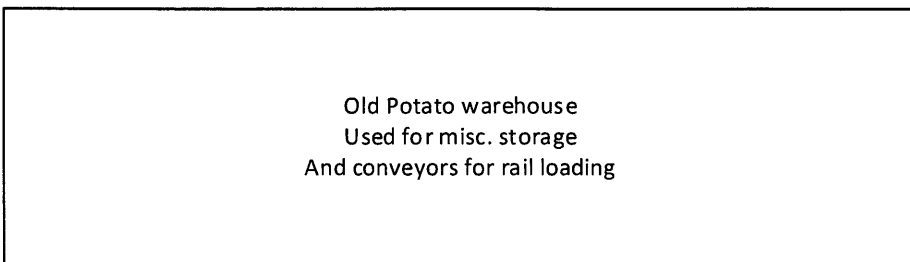 Old Potato warehouse
Used for misc. storage
And conveyors for rail loading